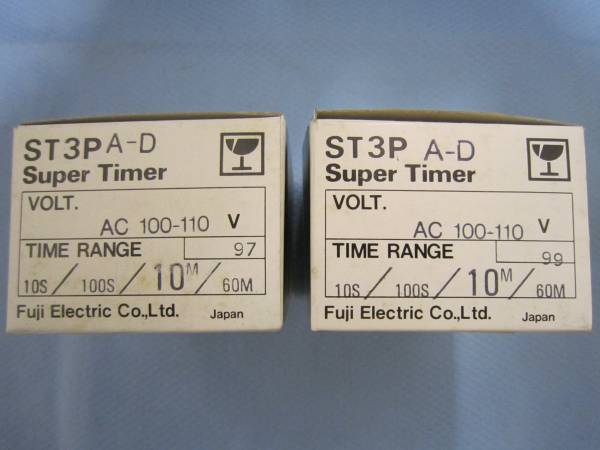 ST3P A-D
Super Timer
VOLT.
AC 100-110 V
TIME RANGE 97
10S/100S/10M/60M
Fuji Electric Co.,Ltd. Japan
ST3P A-D
Super Timer
VOLT.
AC 100-110 V
TIME RANGE 99
10S/100S/10M/60M
Fuji Electric Co.,Ltd. Japan